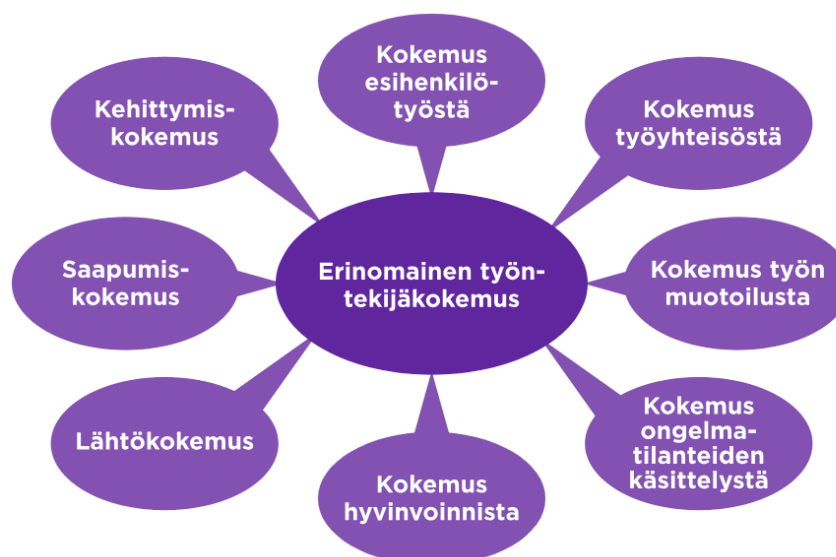 Kokemus
esihenkilö-
työstä
Kehittymis-
kokemus
Kokemus
työyhteisöstä
Saapumis-
kokemus
Erinomainen työn-
tekijäkokemus
Kokemus työn
muotoilusta
Lähtökokemus
Kokemus
ongelma-
tilanteiden
käsittelystä
Kokemus
hyvinvoinnista